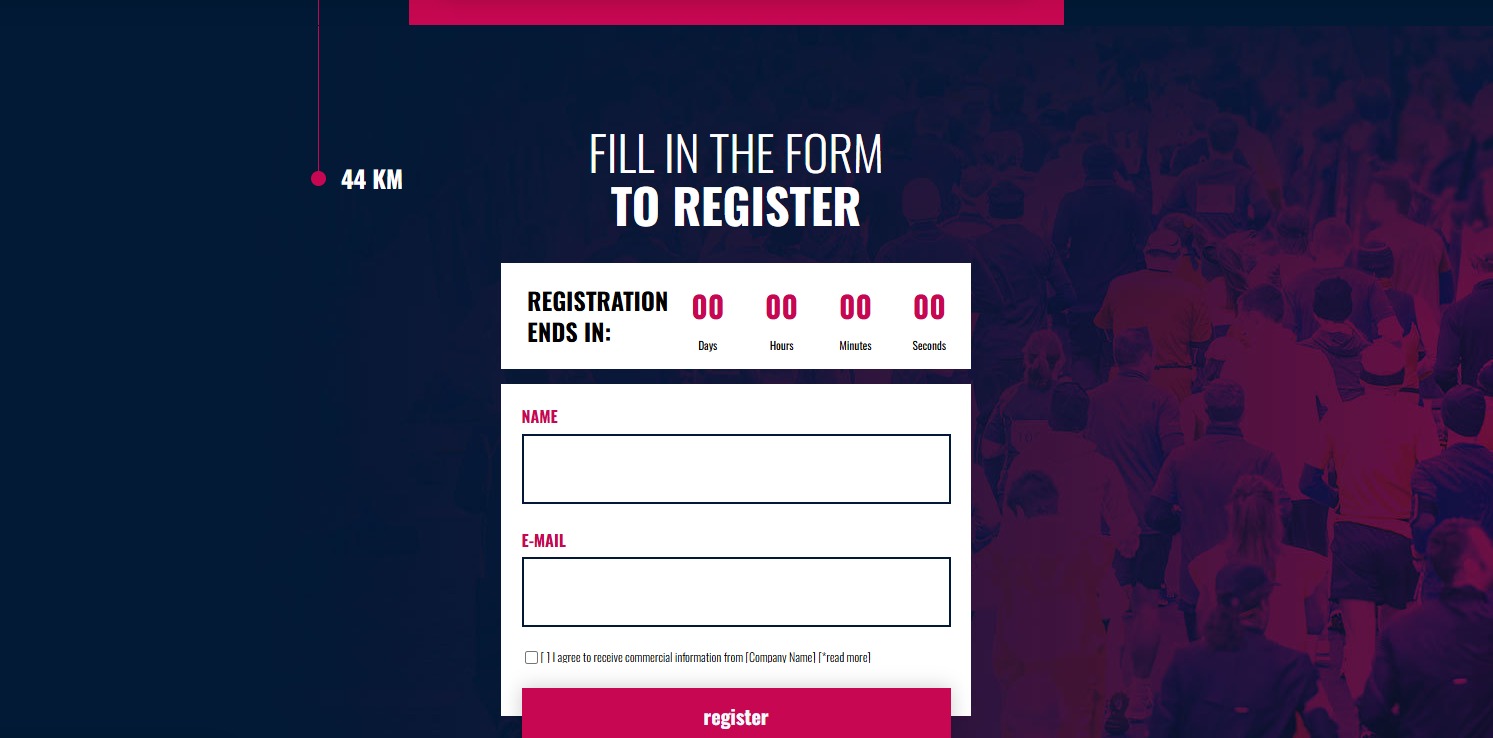 44 KM
FILL IN THE FORM
TO REGISTER
REGISTRATION
ENDS IN:
00 00 00 00
Days Hours Minutes Seconds
NAME
E-MAIL
[ ] I agree to receive commercial information from [Company Name] [*read more]
register